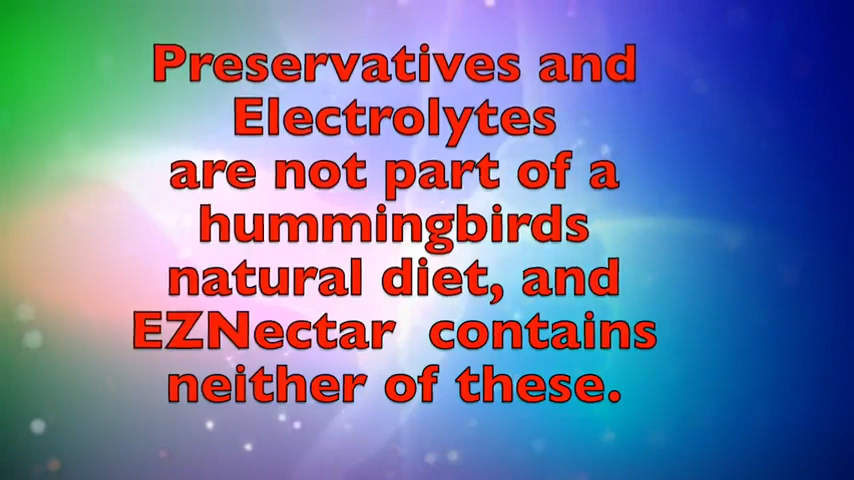 Preservatives and
Electrolytes
are not part of a
hummingbirds
natural diet, and
EZNectar contains
neither of these.